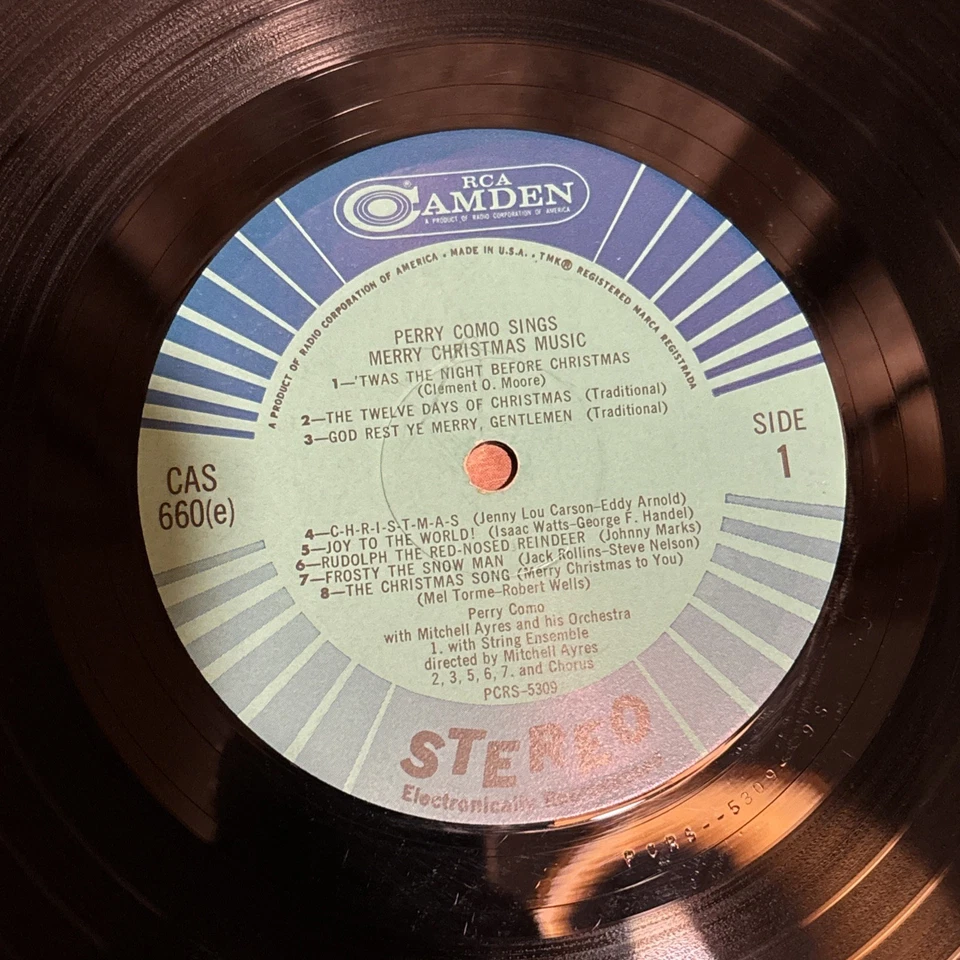 RCA
CAMDEN
A PRODUCT OF RADIO CORPORATION OF AMERICA
A PRODUCT OF RADIO CORPORATION OF AMERICA • MADE IN U.S.A. • TMK® REGISTERED MARCA REGISTRADA
PERRY COMO SINGS
MERRY CHRISTMAS MUSIC
1—'TWAS THE NIGHT BEFORE CHRISTMAS
(Clement O. Moore)
2—THE TWELVE DAYS OF CHRISTMAS (Traditional)
3—GOD REST YE MERRY, GENTLEMEN (Traditional)
SIDE
1
CAS
660(e)
4—C-H-R-I-S-T-M-A-S (Jenny Lou Carson–Eddy Arnold)
5—JOY TO THE WORLD! (Isaac Watts–George F. Handel)
6—RUDOLPH THE RED-NOSED REINDEER (Johnny Marks)
7—FROSTY THE SNOW MAN (Jack Rollins–Steve Nelson)
8—THE CHRISTMAS SONG (Merry Christmas to You)
(Mel Torme–Robert Wells)
Perry Como
with Mitchell Ayres and his Orchestra
1. with String Ensemble
directed by Mitchell Ayres
2, 3, 5, 6, 7. and Chorus
PCRS–5309
STEREO
Electronically
PCRS--5309